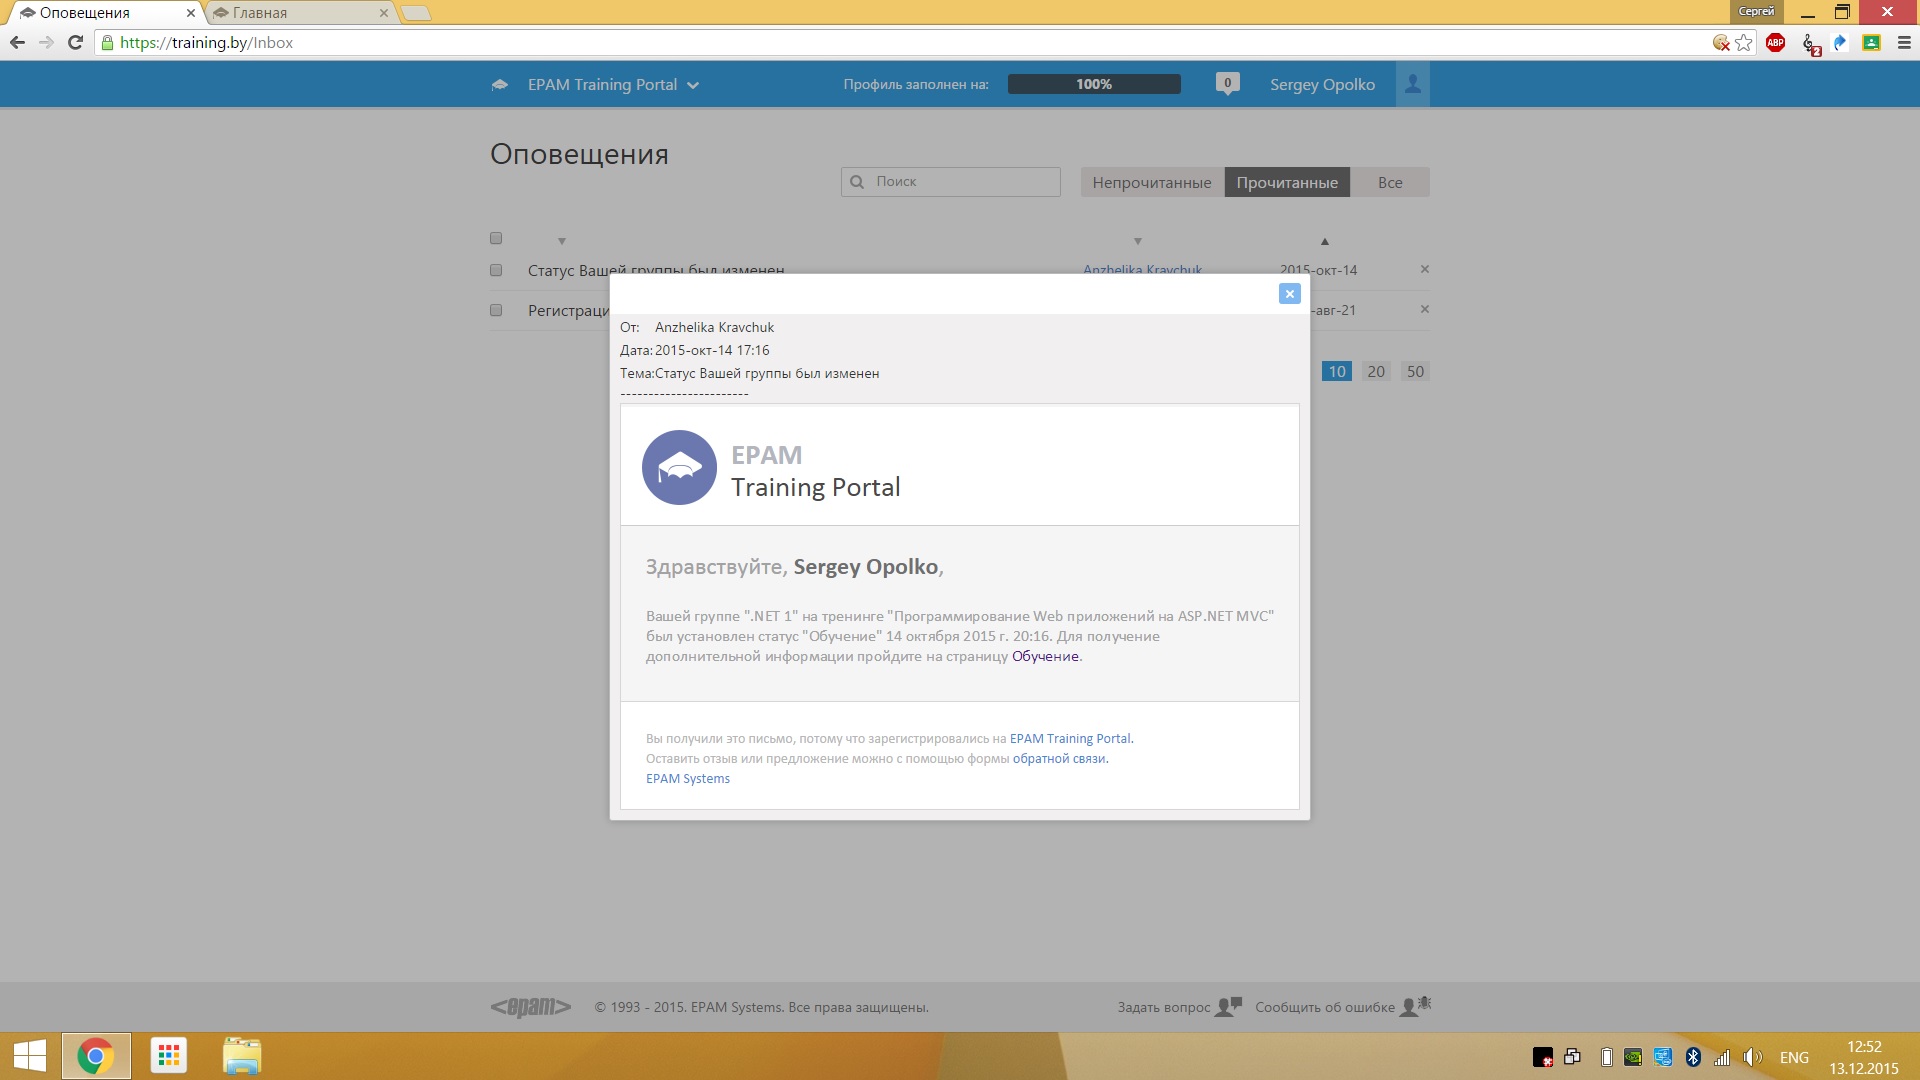 Оповещения
Главная
Сергей
https://training.by/Inbox
ABP
2
EPAM Training Portal
Профиль заполнен на:
100%
0
Sergey Opolko
Оповещения
Поиск
Непрочитанные
Прочитанные
Все
Статус Вашей группы был изменен
Anzhelika Kravchuk
2015-окт-14
Регистраци
-авг-21
10 20 50
От: Anzhelika Kravchuk
Дата: 2015-окт-14 17:16
Тема:Статус Вашей группы был изменен
-----------------------
EPAM
Training Portal
Здравствуйте, Sergey Opolko,
Вашей группе ".NET 1" на тренинге "Программирование Web приложений на ASP.NET MVC"
был установлен статус "Обучение" 14 октября 2015 г. 20:16. Для получение
дополнительной информации пройдите на страницу Обучение.
Вы получили это письмо, потому что зарегистрировались на EPAM Training Portal.
Оставить отзыв или предложение можно с помощью формы обратной связи.
EPAM Systems
<epam>
© 1993 - 2015. EPAM Systems. Все права защищены.
Задать вопрос
Сообщить об ошибке
ENG
12:52
13.12.2015